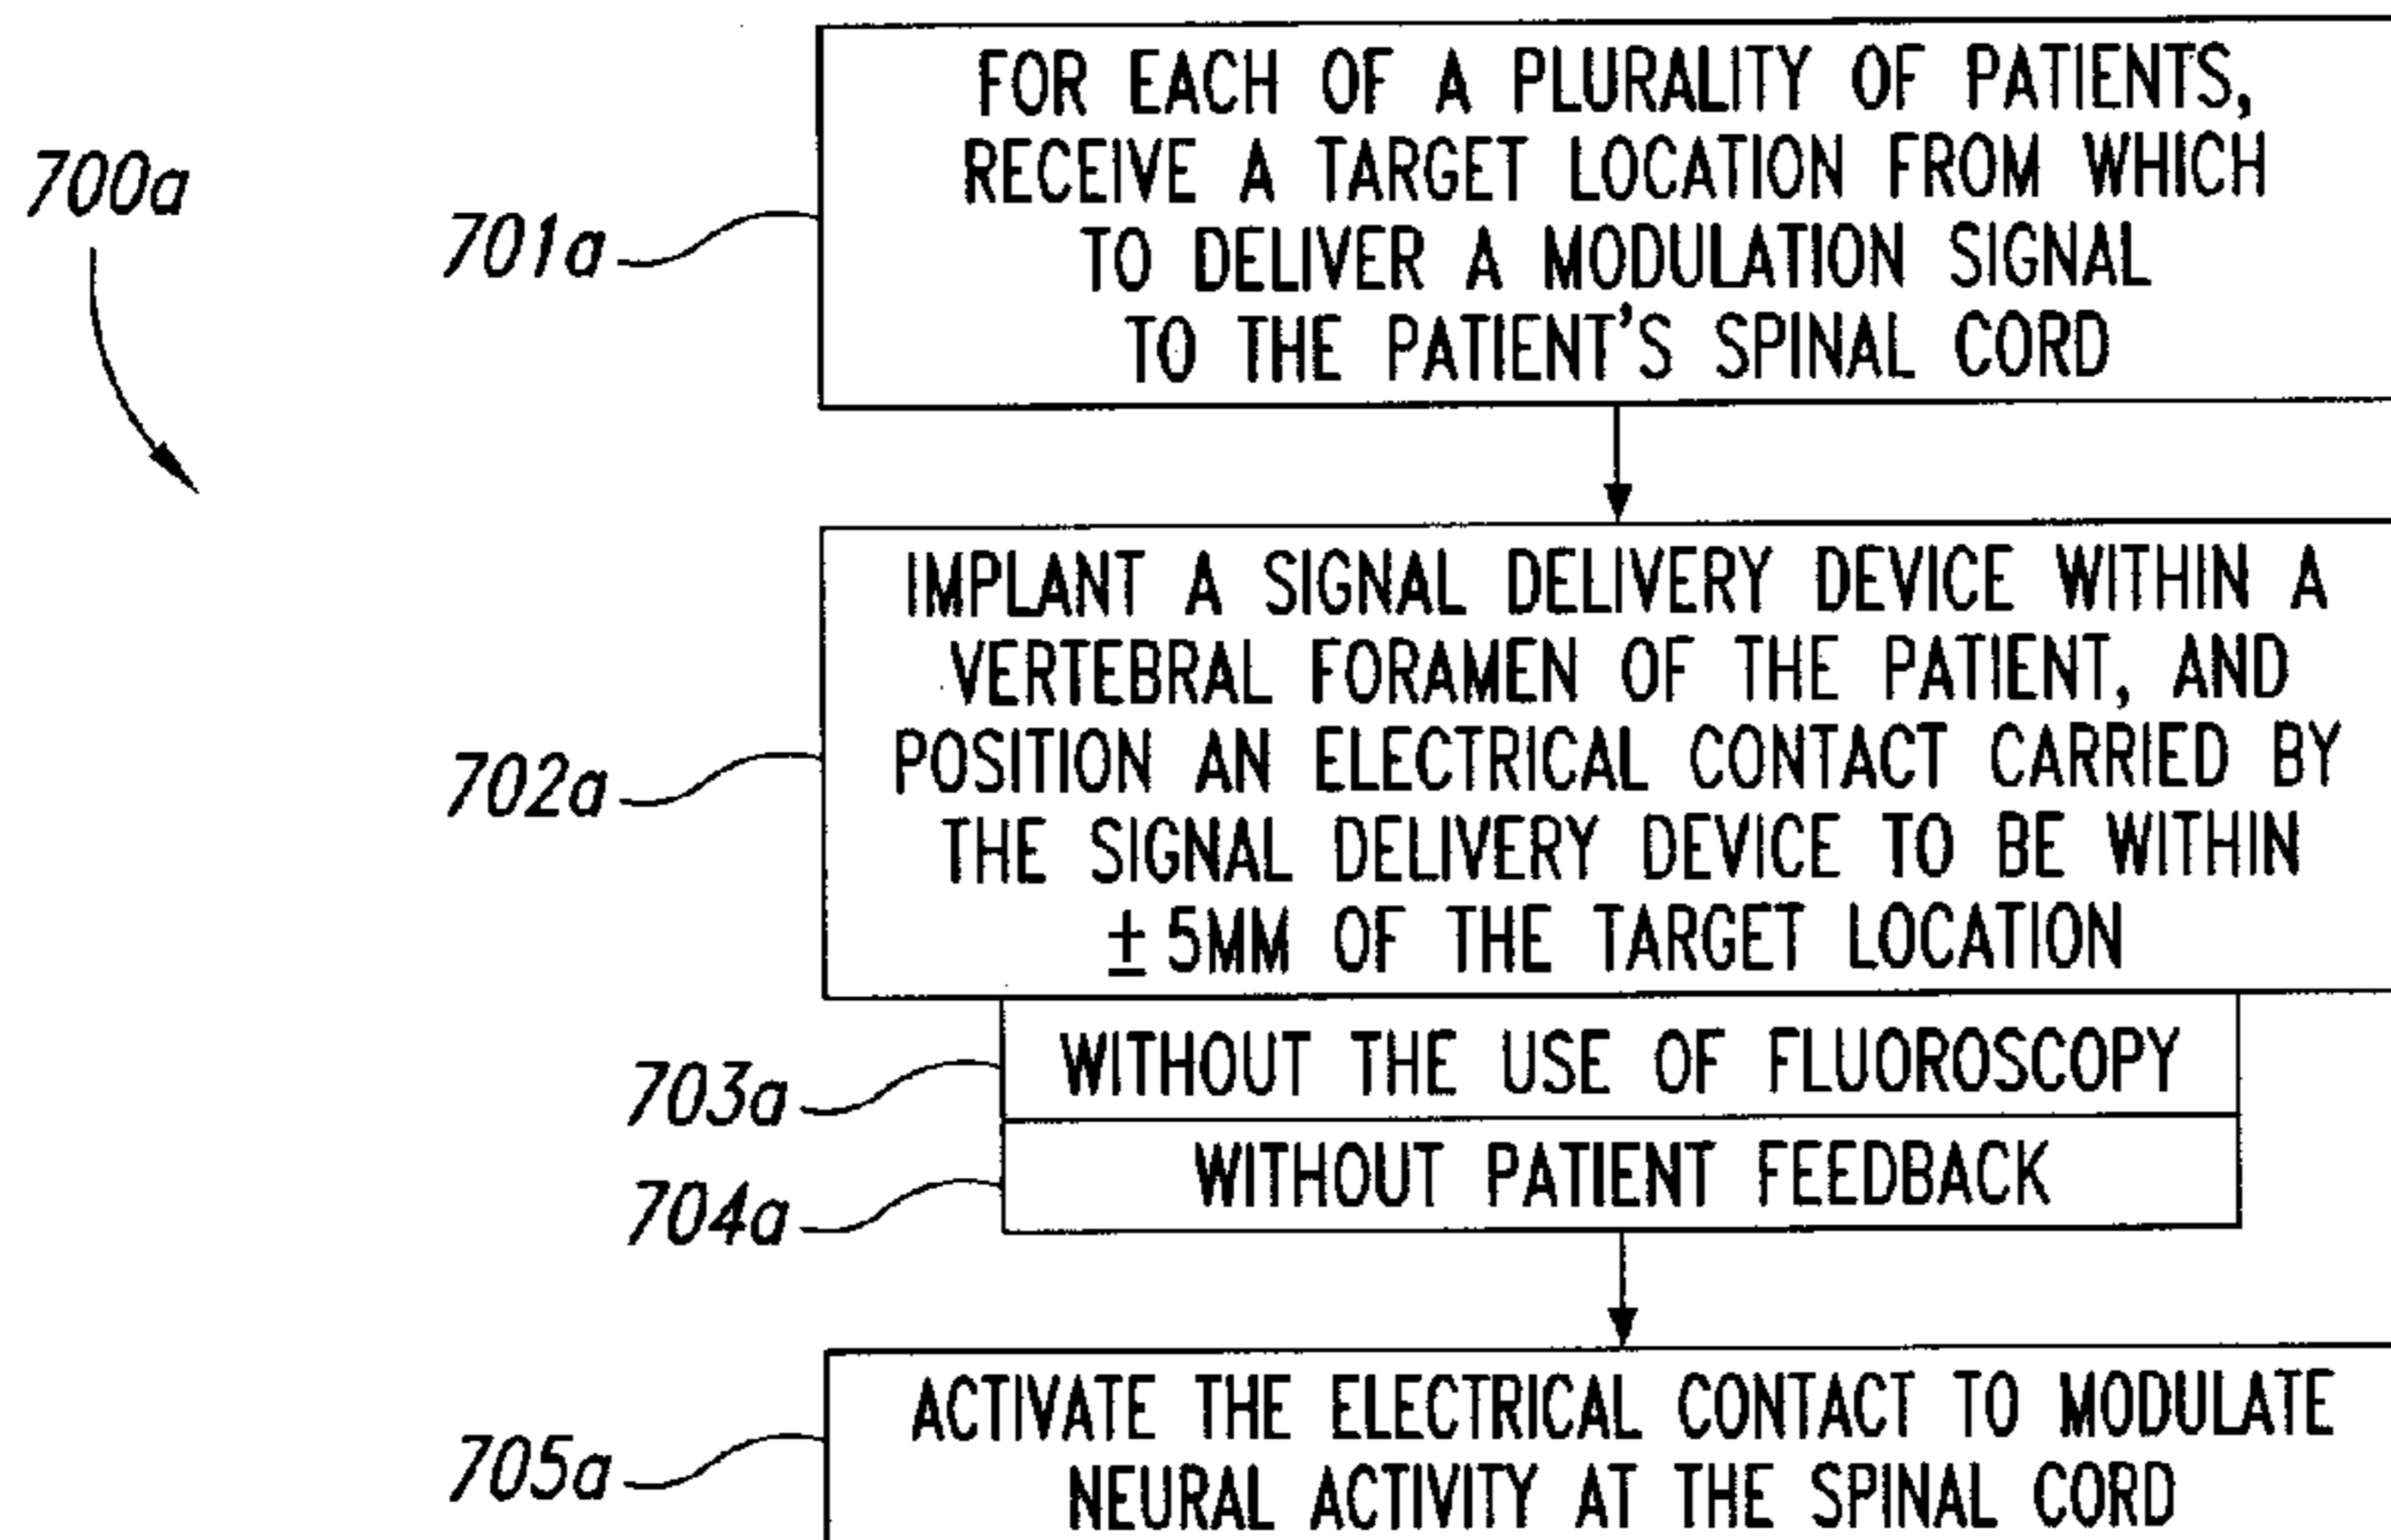 700a
701a
FOR EACH OF A PLURALITY OF PATIENTS,
RECEIVE A TARGET LOCATION FROM WHICH
TO DELIVER A MODULATION SIGNAL
TO THE PATIENT'S SPINAL CORD
702a
IMPLANT A SIGNAL DELIVERY DEVICE WITHIN A
VERTEBRAL FORAMEN OF THE PATIENT, AND
POSITION AN ELECTRICAL CONTACT CARRIED BY
THE SIGNAL DELIVERY DEVICE TO BE WITHIN
± 5MM OF THE TARGET LOCATION
703a
WITHOUT THE USE OF FLUOROSCOPY
704a
WITHOUT PATIENT FEEDBACK
705a
ACTIVATE THE ELECTRICAL CONTACT TO MODULATE
NEURAL ACTIVITY AT THE SPINAL CORD